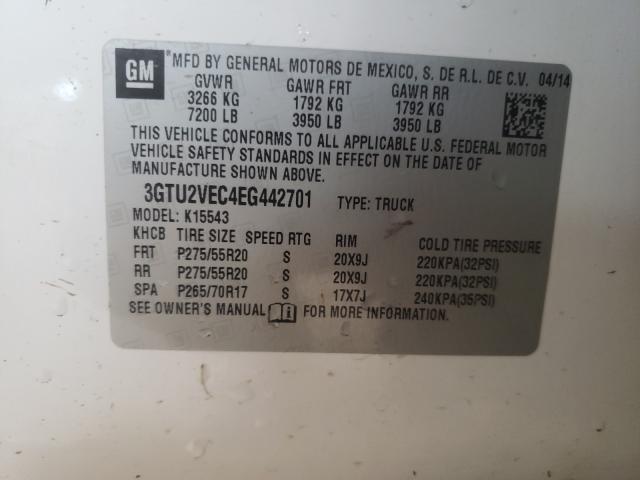 GM
*MFD BY GENERAL MOTORS DE MEXICO, S. DE R.L. DE C.V. 04/14
GVWR GAWR FRT GAWR RR
3266 KG 1792 KG 1792 KG
7200 LB 3950 LB 3950 LB
THIS VEHICLE CONFORMS TO ALL APPLICABLE U.S. FEDERAL MOTOR
VEHICLE SAFETY STANDARDS IN EFFECT ON THE DATE OF
MANUFACTURE SHOWN ABOVE.
3GTU2VEC4EG442701 TYPE: TRUCK
MODEL: K15543
KHCB TIRE SIZE SPEED RTG RIM COLD TIRE PRESSURE
FRT P275/55R20 S 20X9J 220KPA(32PSI)
RR P275/55R20 S 20X9J 220KPA(32PSI)
SPA P265/70R17 S 17X7J 240KPA(35PSI)
SEE OWNER'S MANUAL FOR MORE INFORMATION.